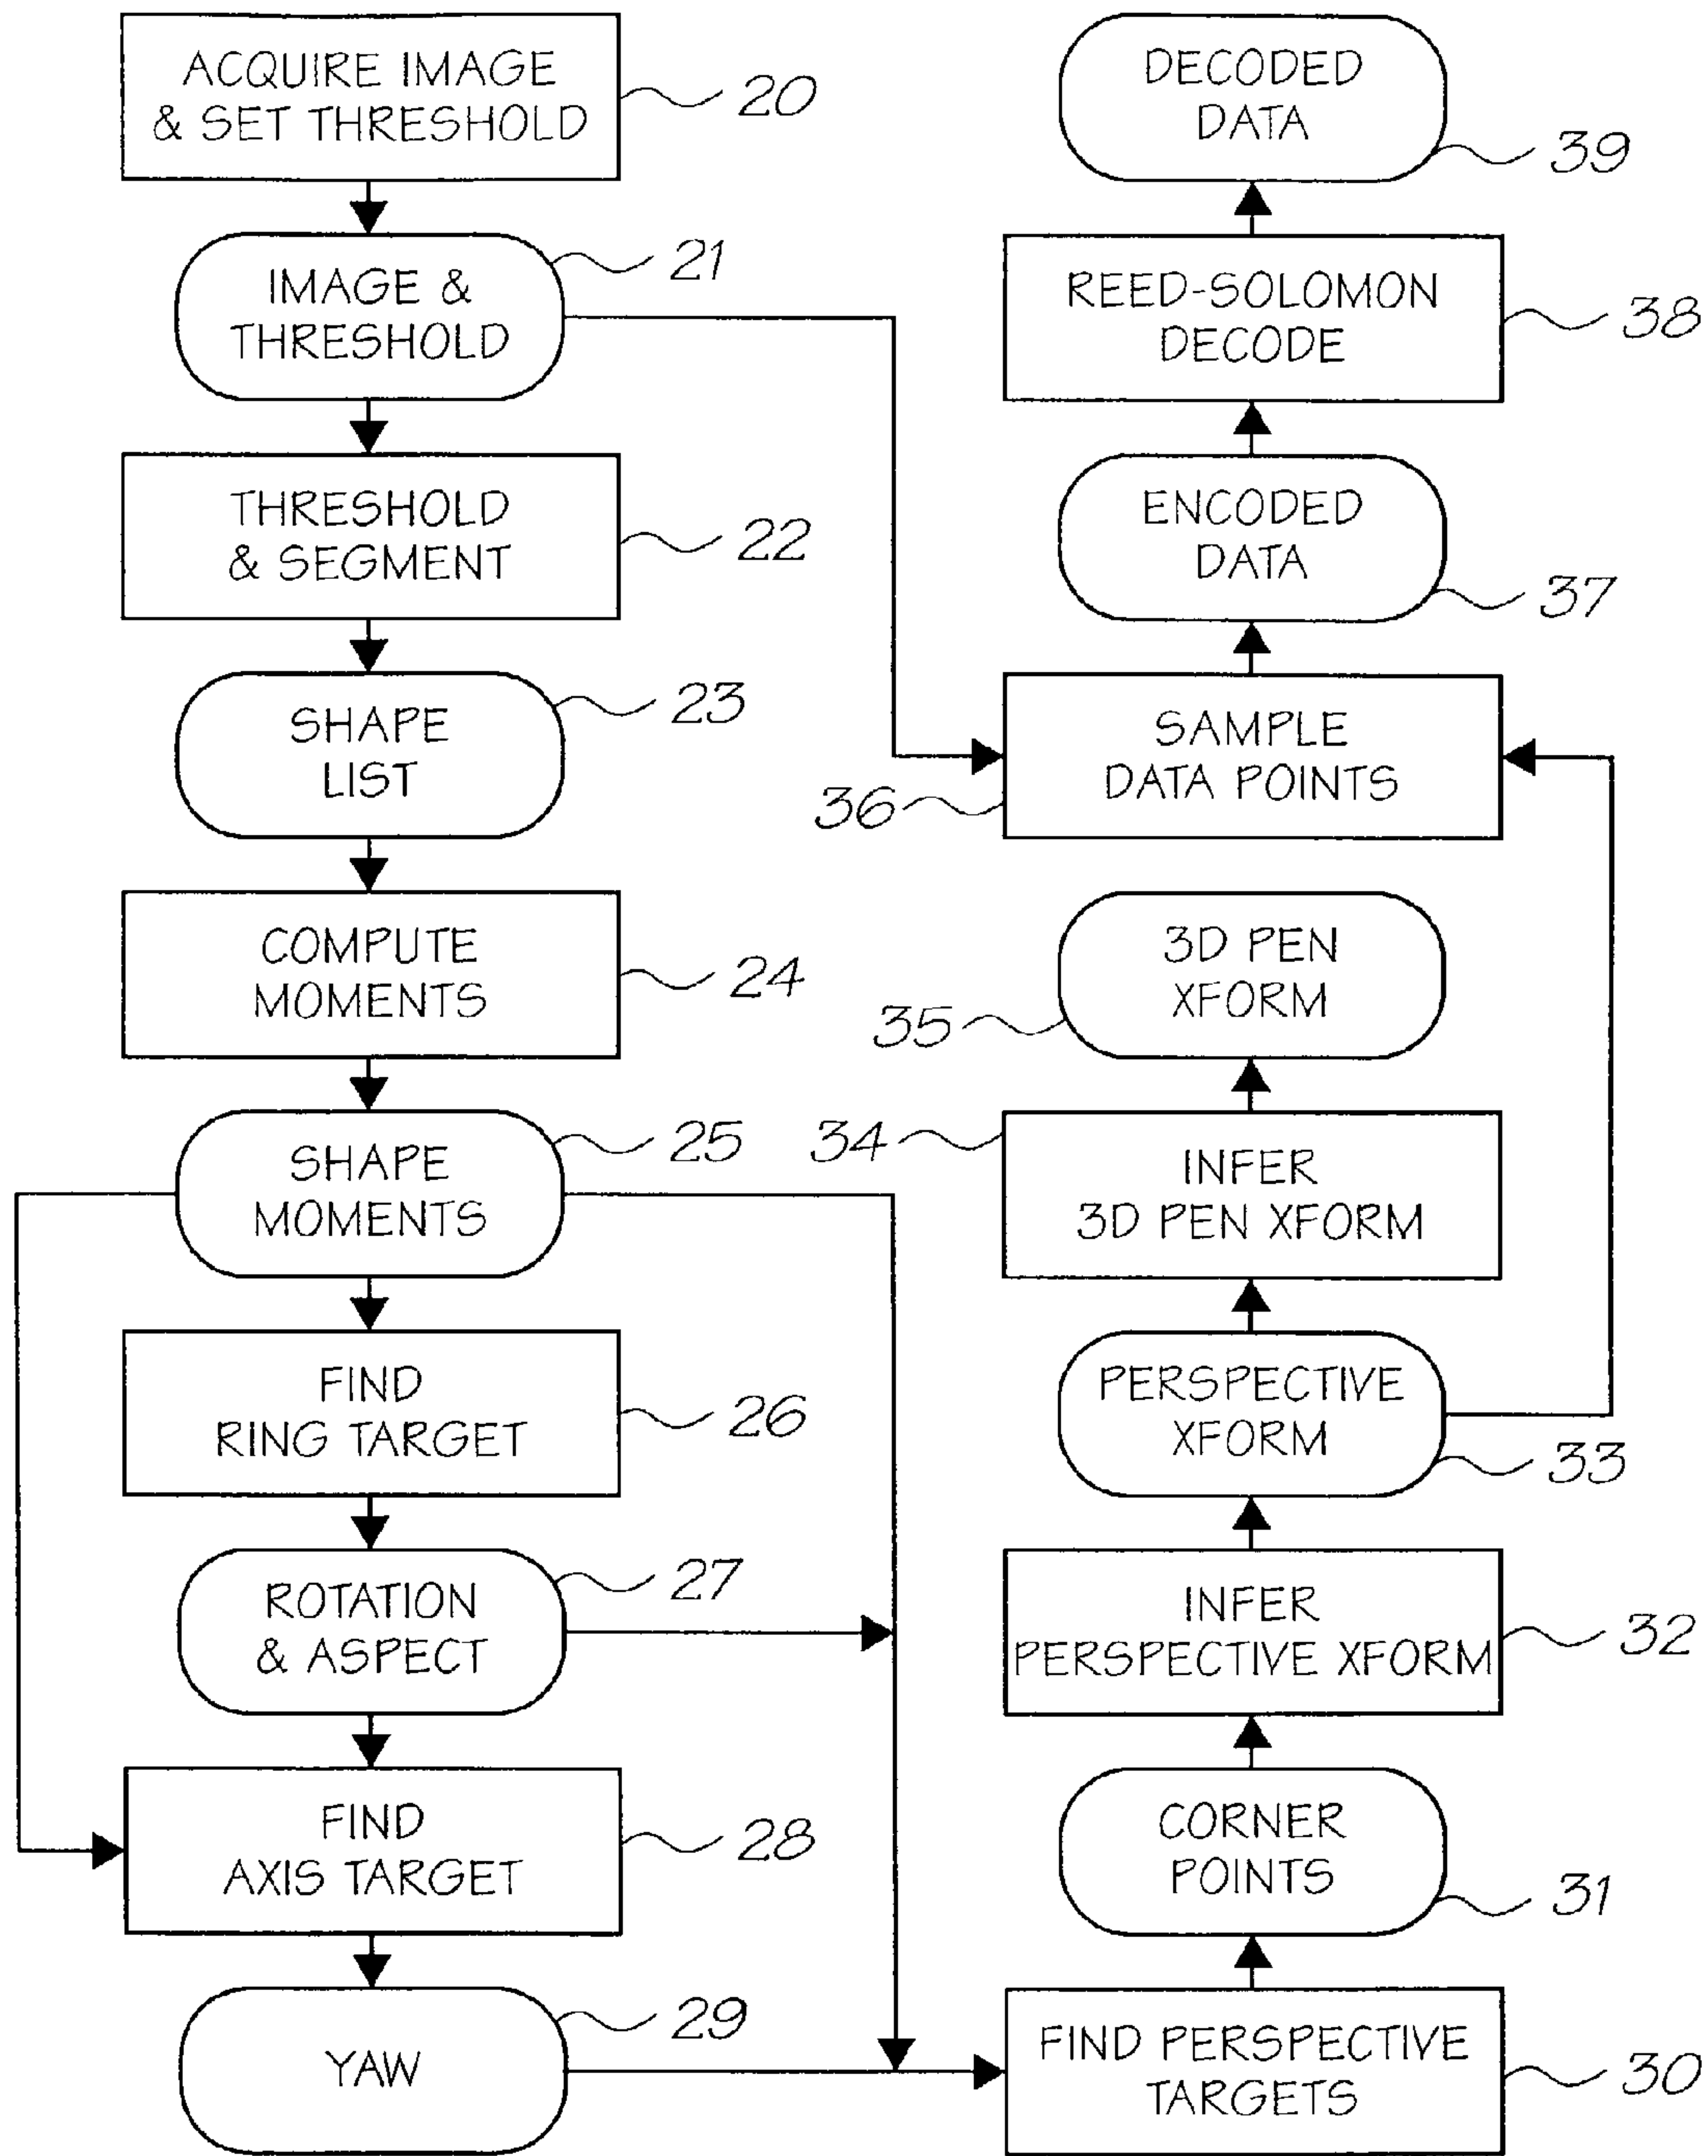 ACQUIRE IMAGE
& SET THRESHOLD
20
IMAGE &
THRESHOLD
21
THRESHOLD
& SEGMENT
22
SHAPE
LIST
23
COMPUTE
MOMENTS
24
SHAPE
MOMENTS
25
FIND
RING TARGET
26
ROTATION
& ASPECT
27
FIND
AXIS TARGET
28
YAW
29
DECODED
DATA
39
REED-SOLOMON
DECODE
38
ENCODED
DATA
37
SAMPLE
DATA POINTS
36
3D PEN
XFORM
35
INFER
3D PEN XFORM
34
PERSPECTIVE
XFORM
33
INFER
PERSPECTIVE XFORM
32
CORNER
POINTS
31
FIND PERSPECTIVE
TARGETS
30